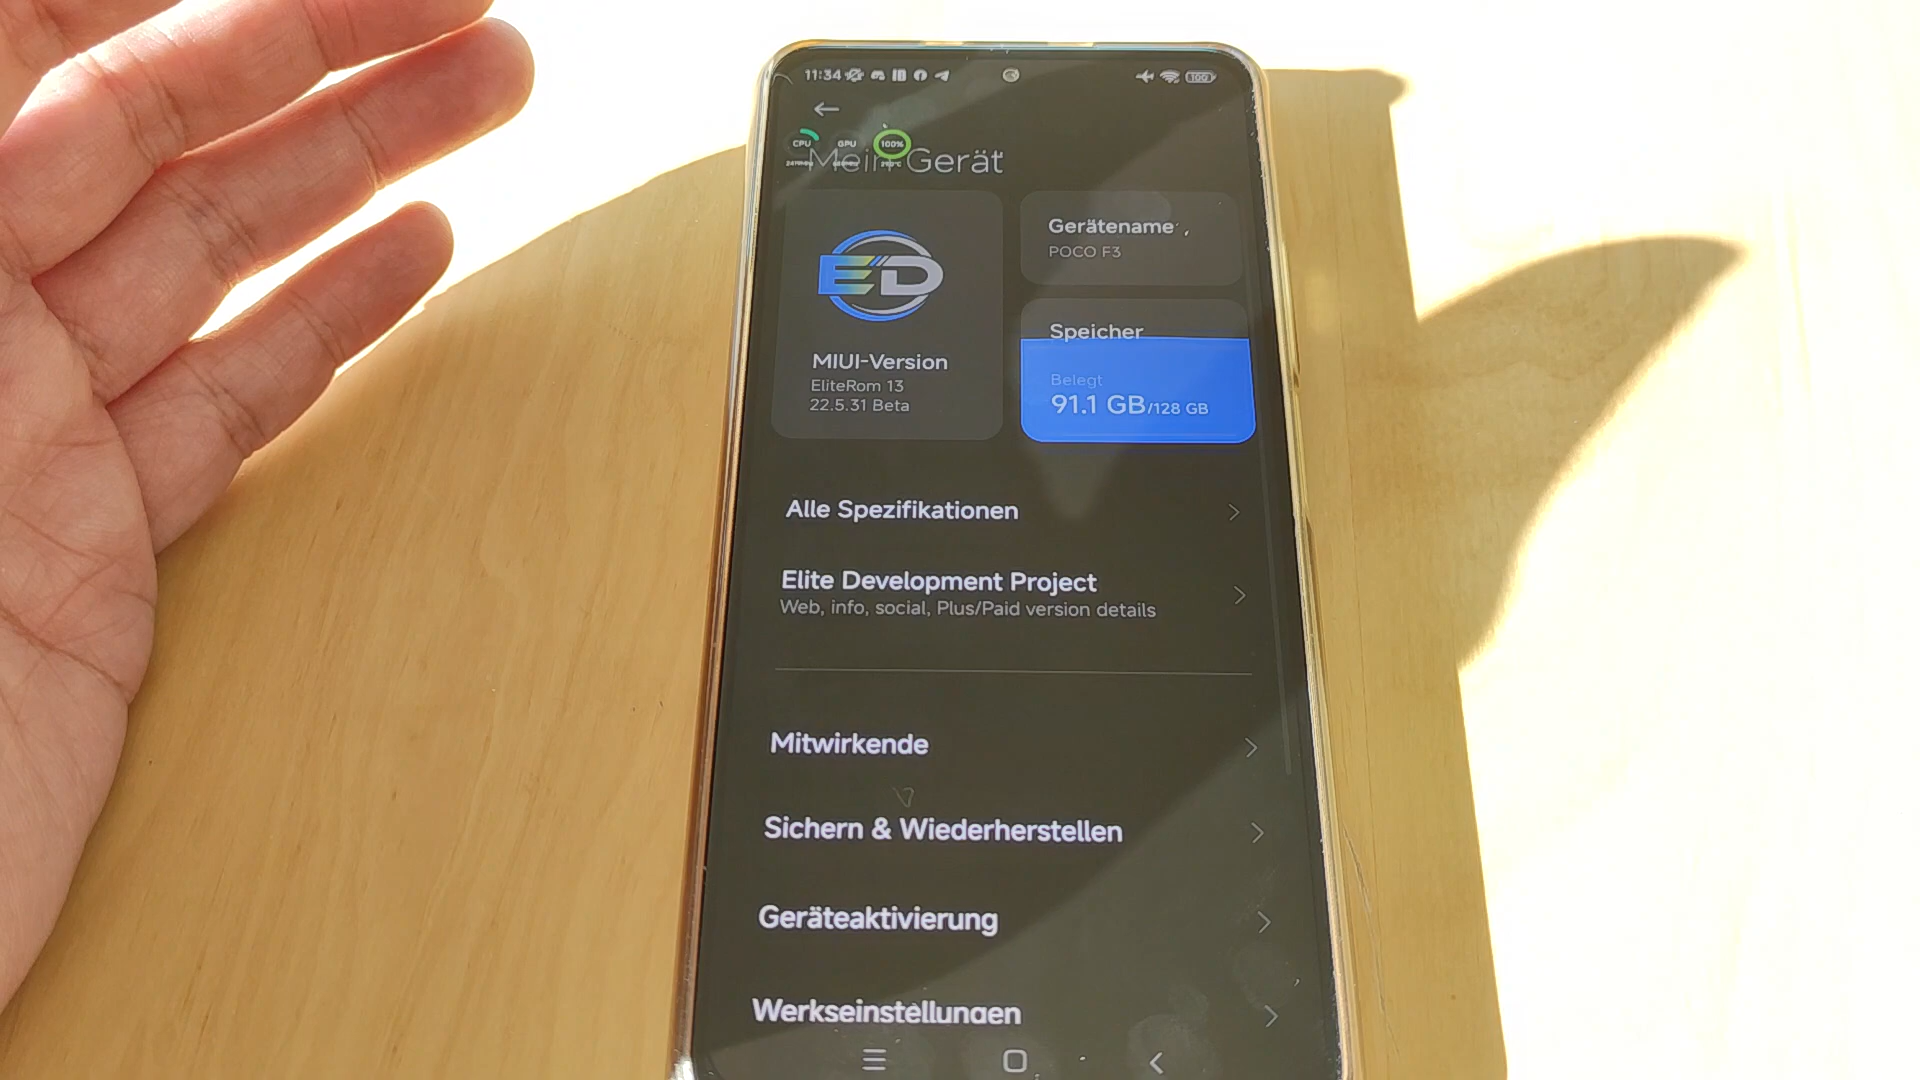 11:34
100
CPU
GPU
100%
Mein Gerät
ED
MIUI-Version
EliteRom 13
22.5.31 Beta
Gerätename
POCO F3
Speicher
Belegt
91.1 GB/128 GB
Alle Spezifikationen
Elite Development Project
Web, info, social, Plus/Paid version details
Mitwirkende
Sichern & Wiederherstellen
Geräteaktivierung
Werkseinstellungen